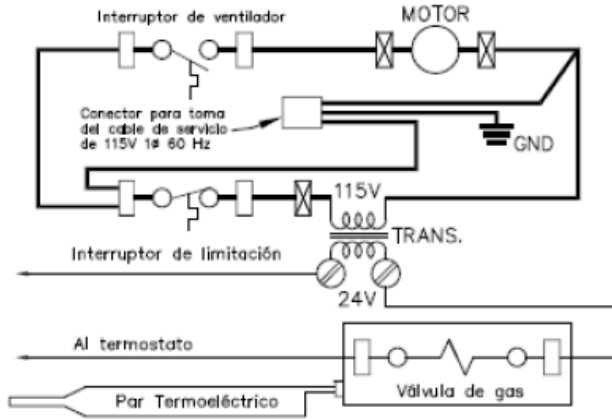 Interruptor de ventilador
MOTOR
Conector para toma
del cable de servicio
de 115V 1ø 60 Hz
GND
115V
TRANS.
Interruptor de limitación
24V
Al termostato
Par Termoeléctrico
Válvula de gas